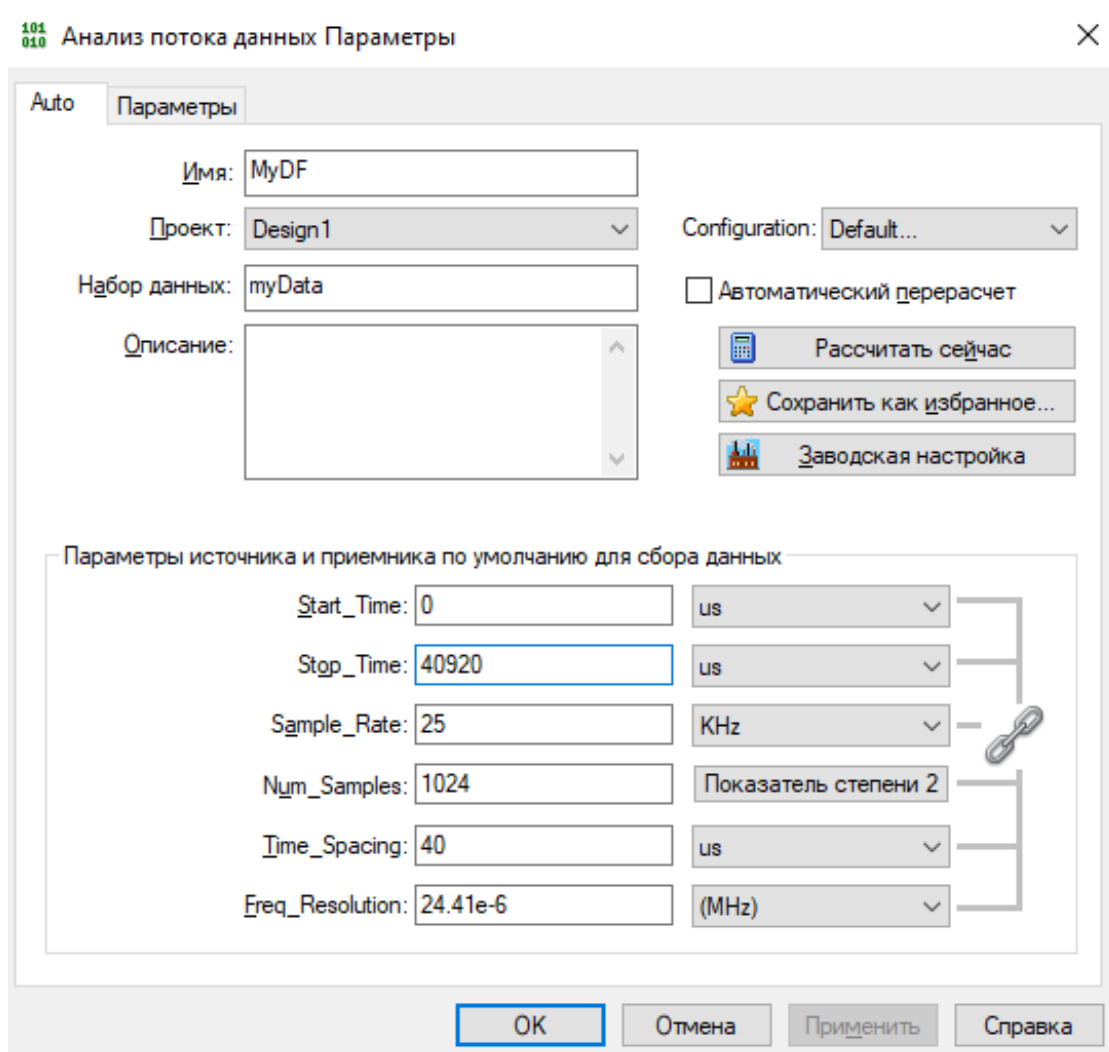 101
010 Анализ потока данных Параметры
Auto Параметры
Имя: MyDF
Проект: Design1 Configuration: Default...
Набор данных: myData Автоматический перерасчет
Описание: Рассчитать сейчас
Сохранить как избранное...
Заводская настройка
Параметры источника и приемника по умолчанию для сбора данных
Start_Time: 0 us
Stop_Time: 40920 us
Sample_Rate: 25 KHz
Num_Samples: 1024 Показатель степени 2
Time_Spacing: 40 us
Freq_Resolution: 24.41e-6 (MHz)
OK Отмена Применить Справка